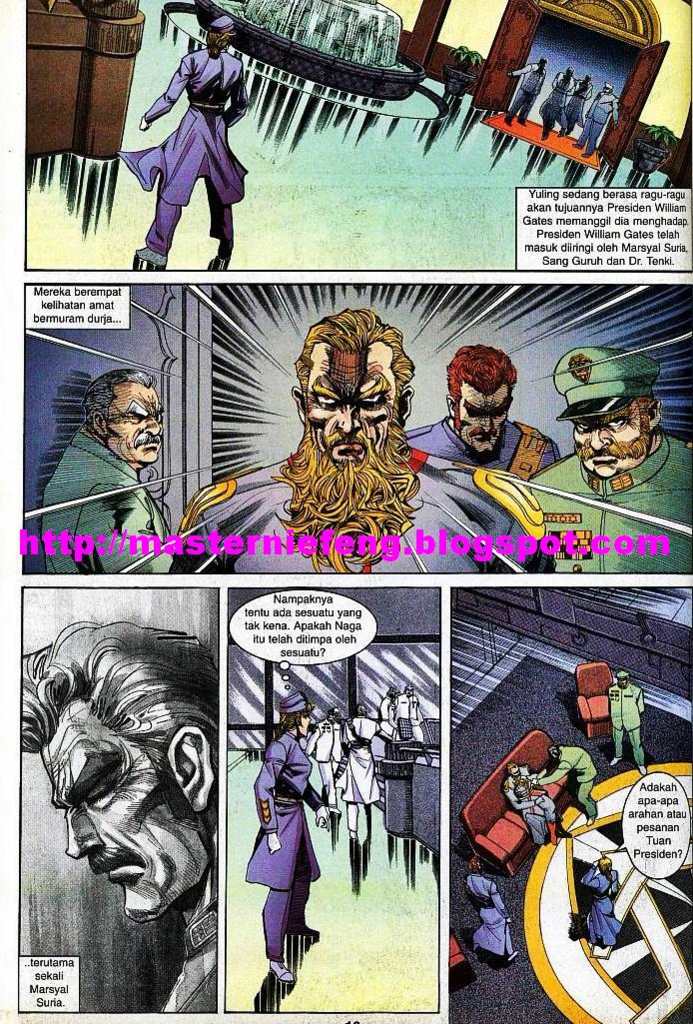 Yuling sedang berasa ragu-ragu
akan tujuannya Presiden William
Gates memanggil dia menghadap.
Presiden William Gates telah
masuk diiringi oleh Marsyal Suria,
Sang Guruh dan Dr. Tenki.
Mereka berempat
kelihatan amat
bermuram durja...
http://masterniefeng.blogspot.com
..terutama
sekali
Marsyal
Suria.
Nampaknya
tentu ada sesuatu yang
tak kena. Apakah Naga
itu telah ditimpa oleh
sesuatu?
Adakah
apa-apa
arahan atau
pesanan
Tuan
Presiden?